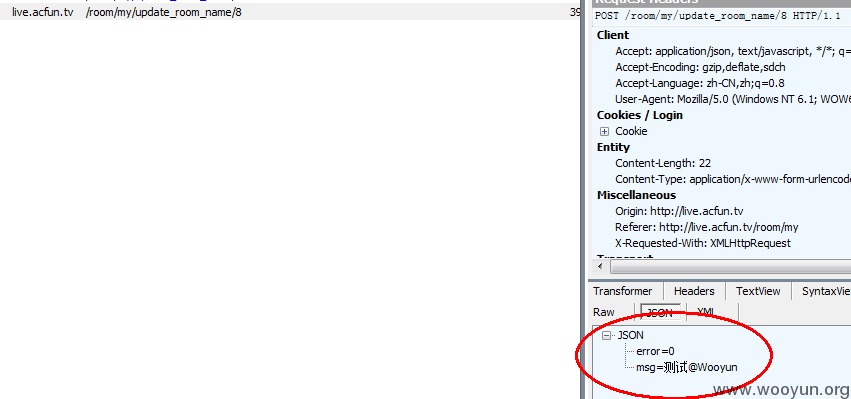 live.acfun.tv /room/my/update_room_name/8 39
Request Headers
POST /room/my/update_room_name/8 HTTP/1.1
Client
Accept: application/json, text/javascript, */*; q=
Accept-Encoding: gzip,deflate,sdch
Accept-Language: zh-CN,zh;q=0.8
User-Agent: Mozilla/5.0 (Windows NT 6.1; WOW6
Cookies / Login
Cookie
Entity
Content-Length: 22
Content-Type: application/x-www-form-urlencode
Miscellaneous
Origin: http://live.acfun.tv
Referer: http://live.acfun.tv/room/my
X-Requested-With: XMLHttpRequest
Transport
Transformer Headers TextView SyntaxVie
Raw JSON XML
JSON
error=0
msg=测试@Wooyun
www.wooyun.org